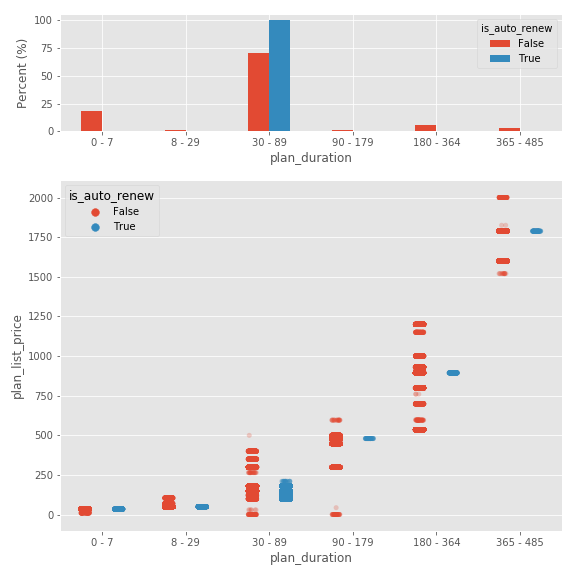 100
75
50
25
0
Percent (%)
is_auto_renew
False
True
0 - 7
8 - 29
30 - 89
90 - 179
180 - 364
365 - 485
plan_duration
2000
1750
1500
1250
1000
750
500
250
0
plan_list_price
is_auto_renew
False
True
0 - 7
8 - 29
30 - 89
90 - 179
180 - 364
365 - 485
plan_duration